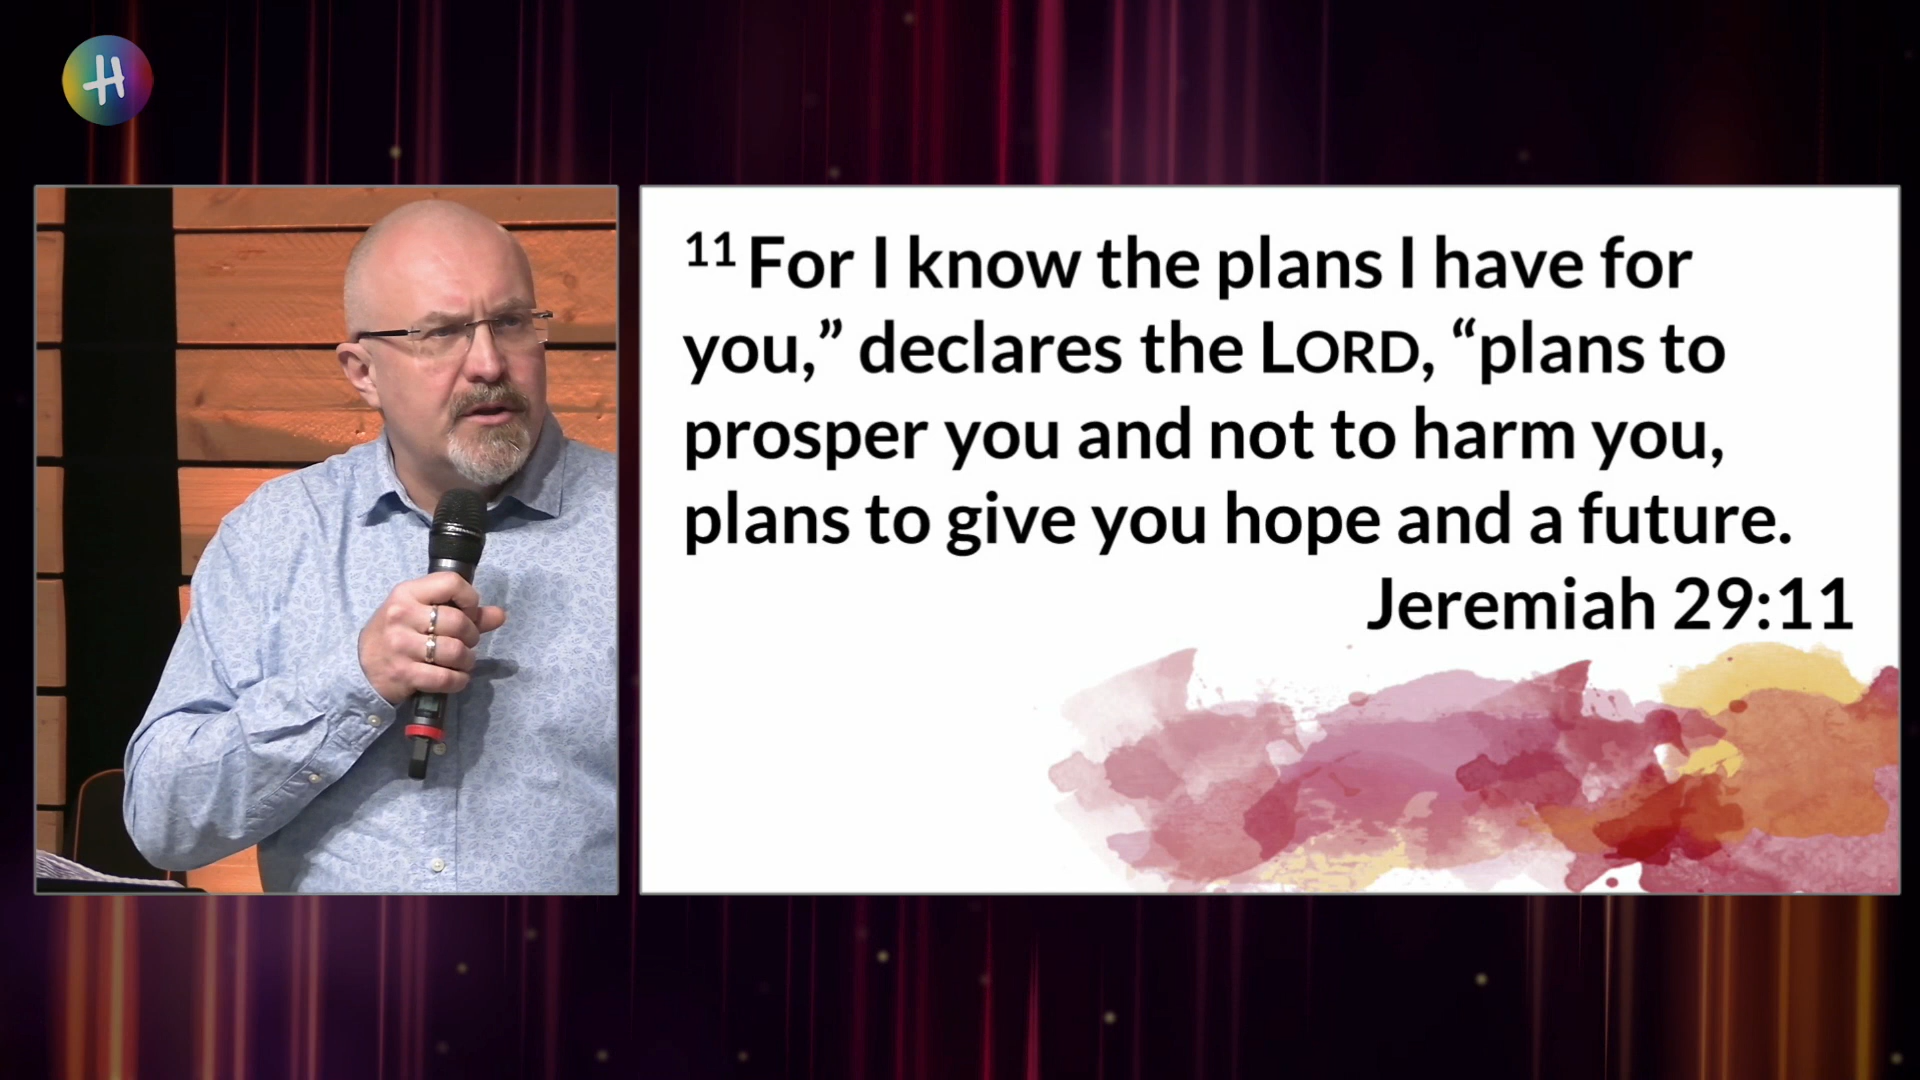 H
¹¹ For I know the plans I have for
you,” declares the LORD, “plans to
prosper you and not to harm you,
plans to give you hope and a future.
Jeremiah 29:11